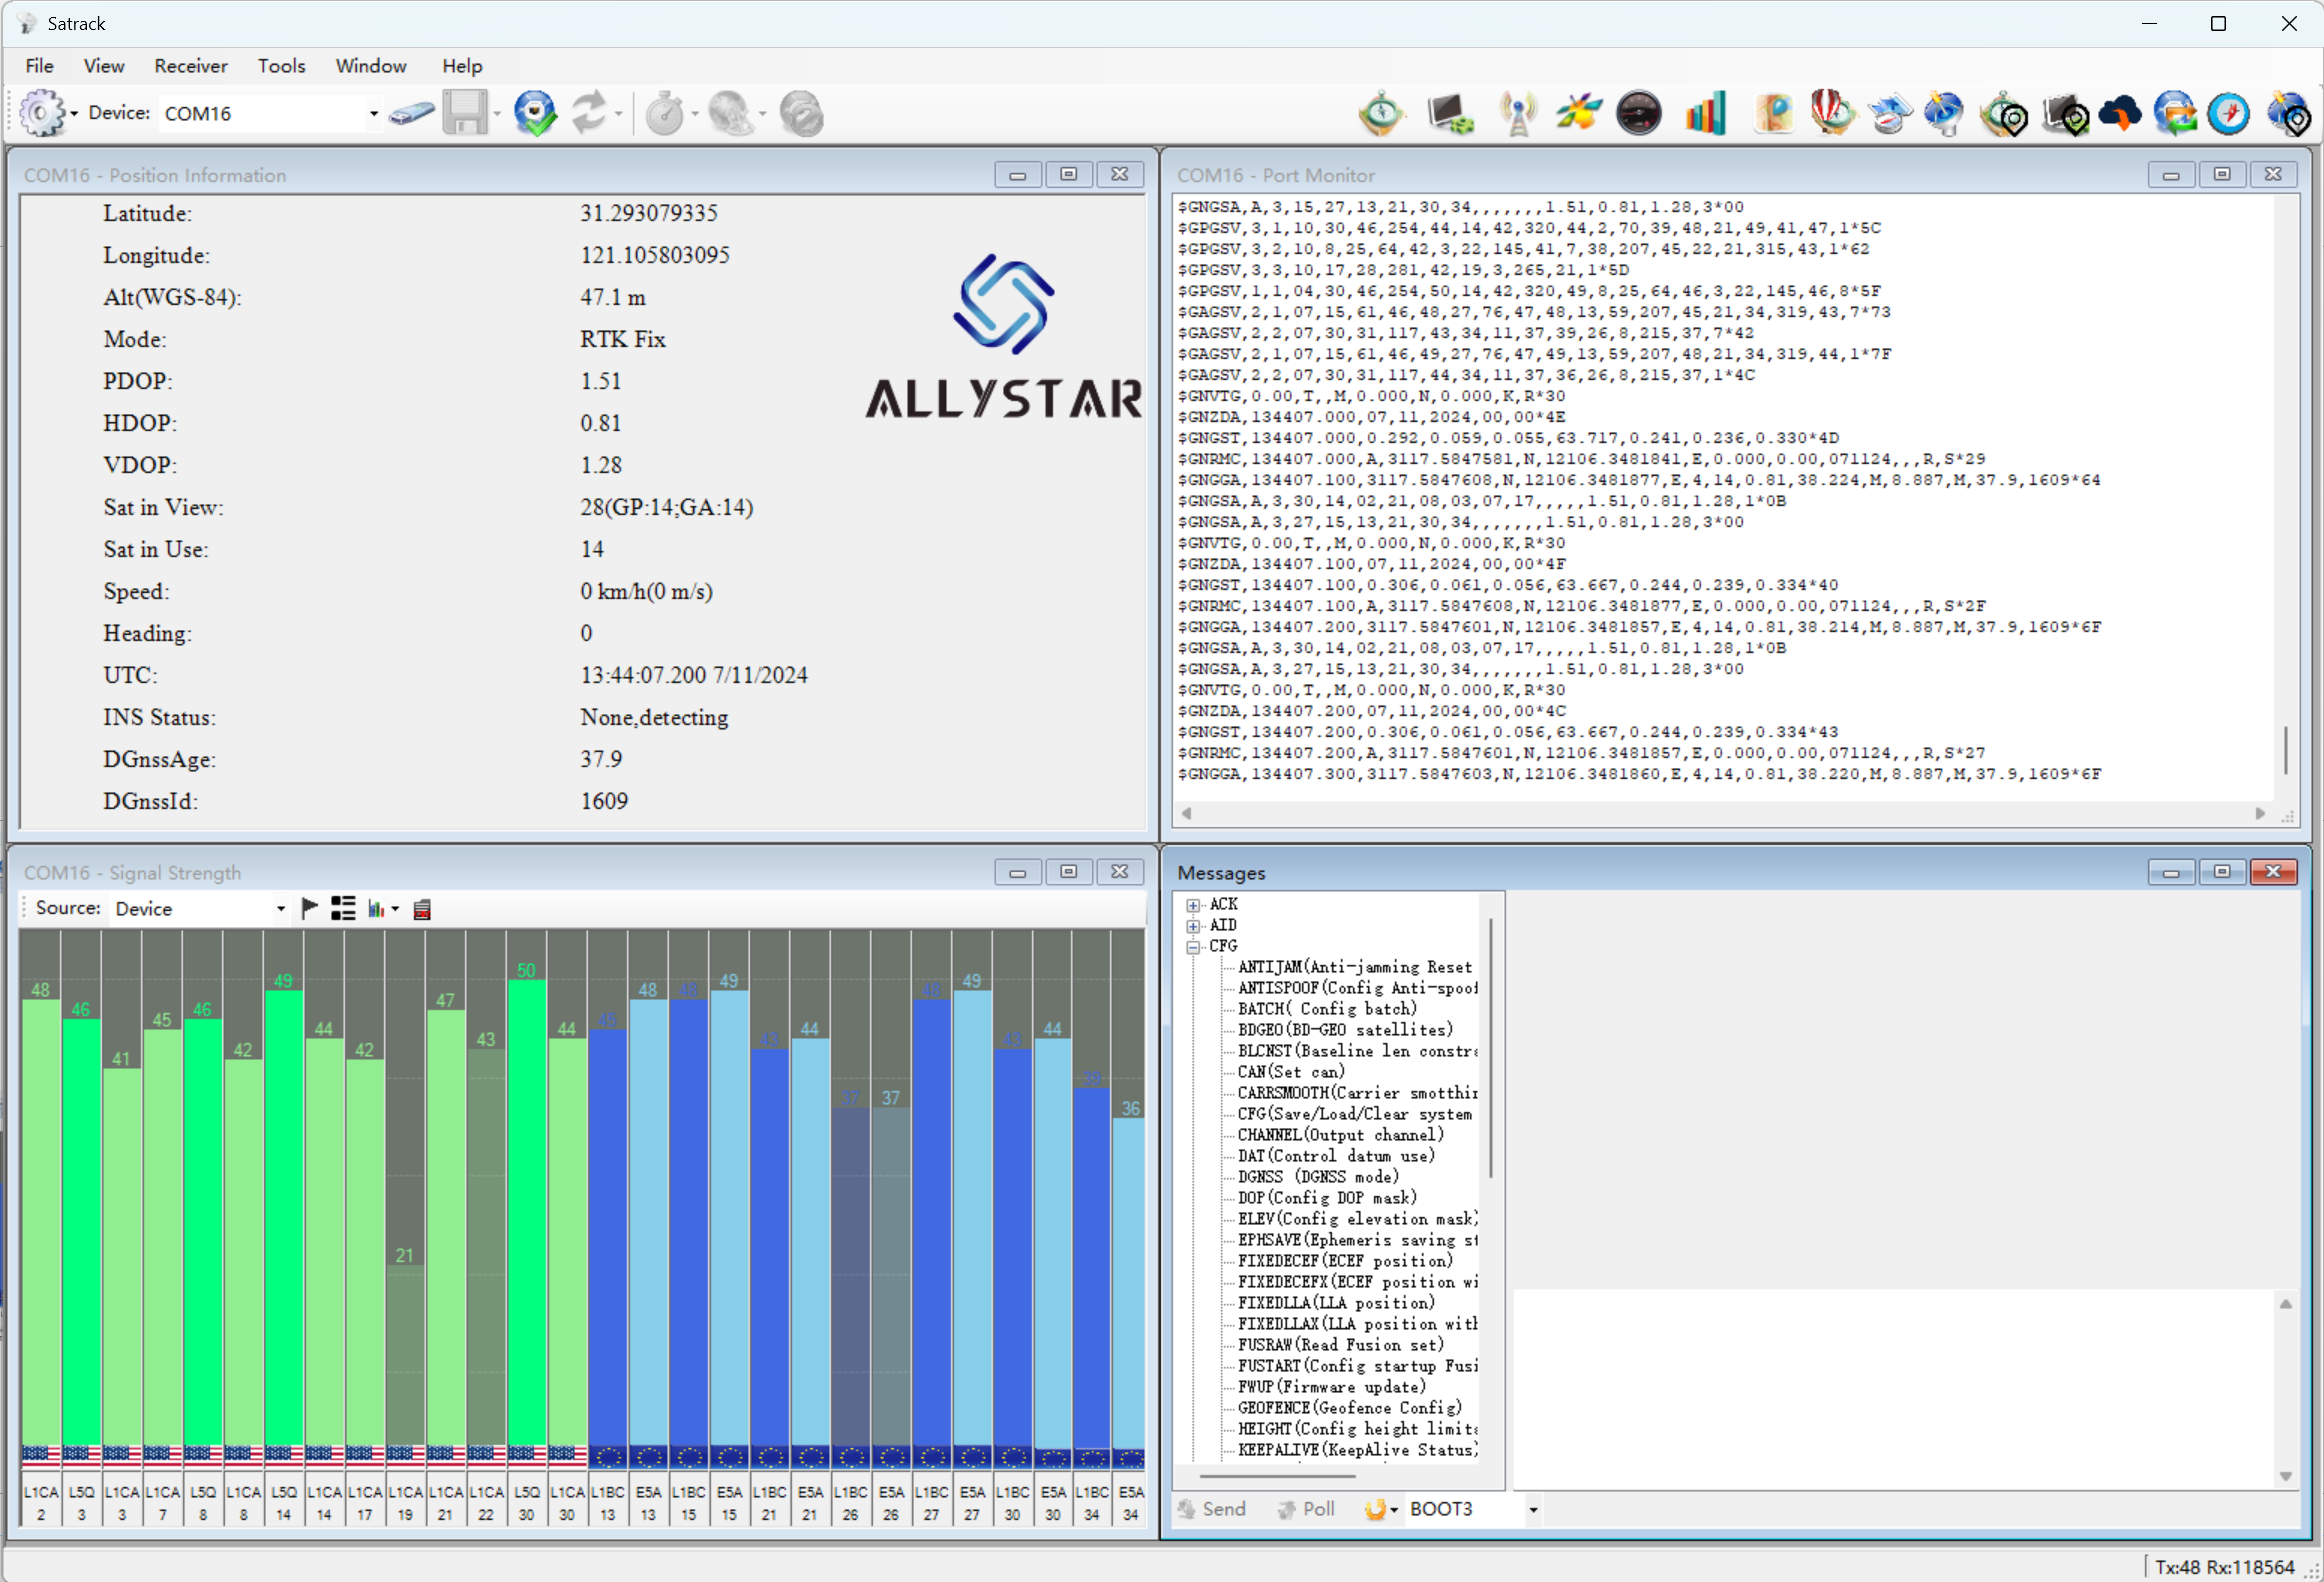 Satrack
File View Receiver Tools Window Help
Device: COM16
COM16 - Position Information
Latitude: 31.293079335
Longitude: 121.105803095
Alt(WGS-84): 47.1 m
Mode: RTK Fix
PDOP: 1.51
HDOP: 0.81
VDOP: 1.28
Sat in View: 28(GP:14;GA:14)
Sat in Use: 14
Speed: 0 km/h(0 m/s)
Heading: 0
UTC: 13:44:07.200 7/11/2024
INS Status: None,detecting
DGnssAge: 37.9
DGnssId: 1609
ALLYSTAR
COM16 - Port Monitor
$GNGSA,A,3,15,27,13,21,30,34,,,,,,,1.51,0.81,1.28,3*00
$GPGSV,3,1,10,30,46,254,44,14,42,320,44,2,70,39,48,21,49,41,47,1*5C
$GPGSV,3,2,10,8,25,64,42,3,22,145,41,7,38,207,45,22,21,315,43,1*62
$GPGSV,3,3,10,17,28,281,42,19,3,265,21,1*5D
$GPGSV,1,1,04,30,46,254,50,14,42,320,49,8,25,64,46,3,22,145,46,8*5F
$GAGSV,2,1,07,15,61,46,48,27,76,47,48,13,59,207,45,21,34,319,43,7*73
$GAGSV,2,2,07,30,31,117,43,34,11,37,39,26,8,215,37,7*42
$GAGSV,2,1,07,15,61,46,49,27,76,47,49,13,59,207,48,21,34,319,44,1*7F
$GAGSV,2,2,07,30,31,117,44,34,11,37,36,26,8,215,37,1*4C
$GNVTG,0.00,T,,M,0.000,N,0.000,K,R*30
$GNZDA,134407.000,07,11,2024,00,00*4E
$GNGST,134407.000,0.292,0.059,0.055,63.717,0.241,0.236,0.330*4D
$GNRMC,134407.000,A,3117.5847581,N,12106.3481841,E,0.000,0.00,071124,,,R,S*29
$GNGGA,134407.100,3117.5847608,N,12106.3481877,E,4,14,0.81,38.224,M,8.887,M,37.9,1609*64
$GNGSA,A,3,30,14,02,21,08,03,07,17,,,,,1.51,0.81,1.28,1*0B
$GNGSA,A,3,27,15,13,21,30,34,,,,,,,1.51,0.81,1.28,3*00
$GNVTG,0.00,T,,M,0.000,N,0.000,K,R*30
$GNZDA,134407.100,07,11,2024,00,00*4F
$GNGST,134407.100,0.306,0.061,0.056,63.667,0.244,0.239,0.334*40
$GNRMC,134407.100,A,3117.5847608,N,12106.3481877,E,0.000,0.00,071124,,,R,S*2F
$GNGGA,134407.200,3117.5847601,N,12106.3481857,E,4,14,0.81,38.214,M,8.887,M,37.9,1609*6F
$GNGSA,A,3,30,14,02,21,08,03,07,17,,,,,1.51,0.81,1.28,1*0B
$GNGSA,A,3,27,15,13,21,30,34,,,,,,,1.51,0.81,1.28,3*00
$GNVTG,0.00,T,,M,0.000,N,0.000,K,R*30
$GNZDA,134407.200,07,11,2024,00,00*4C
$GNGST,134407.200,0.306,0.061,0.056,63.667,0.244,0.239,0.334*43
$GNRMC,134407.200,A,3117.5847601,N,12106.3481857,E,0.000,0.00,071124,,,R,S*27
$GNGGA,134407.300,3117.5847603,N,12106.3481860,E,4,14,0.81,38.220,M,8.887,M,37.9,1609*6F
COM16 - Signal Strength
Source: Device
48 46 41 45 46 42 49 44 42 21 47 43 50 44 45 48 48 49 43 44 37 37 48 49 43 44 39 36
L1CA L5Q L1CA L1CA L5Q L1CA L5Q L1CA L1CA L1CA L1CA L1CA L5Q L1CA L1BC E5A L1BC E5A L1BC E5A L1BC E5A L1BC E5A L1BC E5A L1BC E5A
2 3 3 7 8 8 14 14 17 19 21 22 30 30 13 13 15 15 21 21 26 26 27 27 30 30 34 34
Messages
ACK
AID
CFG
ANTIJAM(Anti-jamming Reset
ANTISPOOF(Config Anti-spoof
BATCH( Config batch)
BDGEO(BD-GEO satellites)
BLCNST(Baseline len constra
CAN(Set can)
CARRSMOOTH(Carrier smotthin
CFG(Save/Load/Clear system
CHANNEL(Output channel)
DAT(Control datum use)
DGNSS (DGNSS mode)
DOP(Config DOP mask)
ELEV(Config elevation mask)
EPHSAVE(Ephemeris saving st
FIXEDECEF(ECEF position)
FIXEDECEFX(ECEF position wi
FIXEDLLA(LLA position)
FIXEDLLAX(LLA position with
FUSRAW(Read Fusion set)
FUSTART(Config startup Fusi
FWUP(Firmware update)
GEOFENCE(Geofence Config)
HEIGHT(Config height limits
KEEPALIVE(KeepAlive Status)
Send Poll BOOT3
Tx:48 Rx:118564